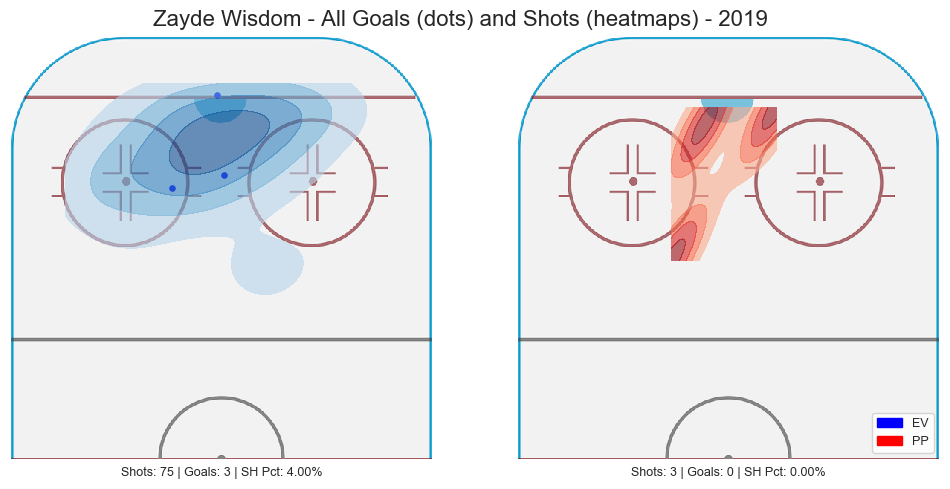 Zayde Wisdom - All Goals (dots) and Shots (heatmaps) - 2019
EV
PP
Shots: 75 | Goals: 3 | SH Pct: 4.00%
Shots: 3 | Goals: 0 | SH Pct: 0.00%